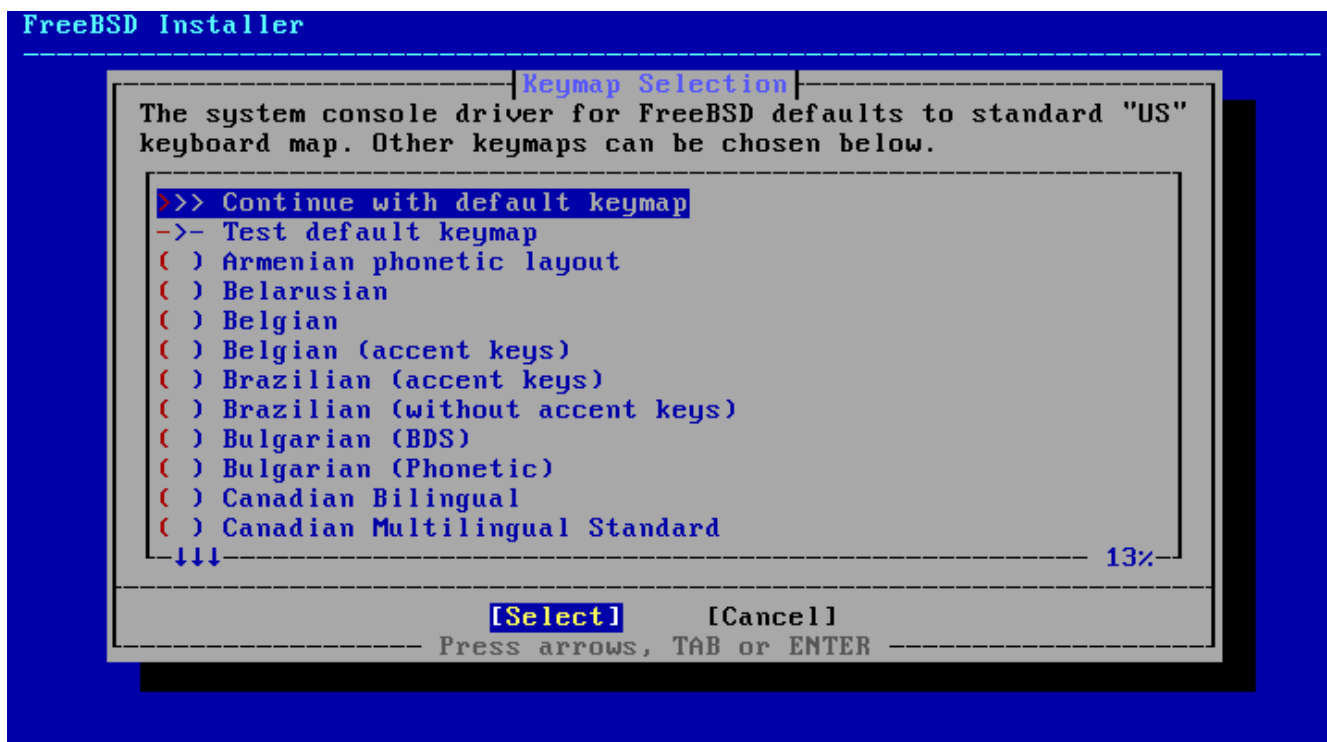 FreeBSD Installer
Keymap Selection
The system console driver for FreeBSD defaults to standard "US"
keyboard map. Other keymaps can be chosen below.
>>> Continue with default keymap
->- Test default keymap
( ) Armenian phonetic layout
( ) Belarusian
( ) Belgian
( ) Belgian (accent keys)
( ) Brazilian (accent keys)
( ) Brazilian (without accent keys)
( ) Bulgarian (BDS)
( ) Bulgarian (Phonetic)
( ) Canadian Bilingual
( ) Canadian Multilingual Standard
↓↓↓ 13%
[Select] [Cancel]
Press arrows, TAB or ENTER